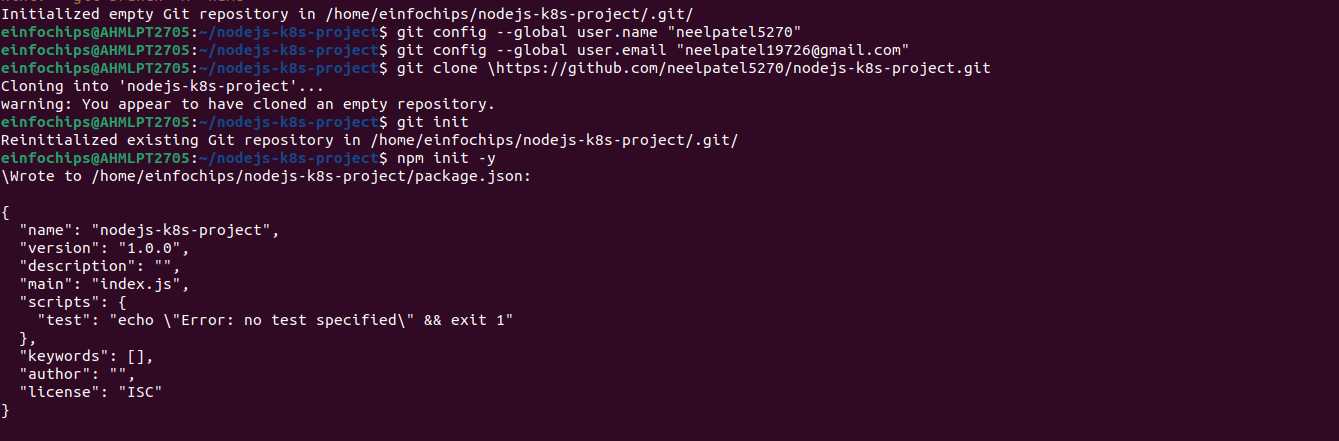 Initialized empty Git repository in /home/einfochips/nodejs-k8s-project/.git/
einfochips@AHMLPT2705:~/nodejs-k8s-project$ git config --global user.name "neelpatel5270"
einfochips@AHMLPT2705:~/nodejs-k8s-project$ git config --global user.email "neelpatel19726@gmail.com"
einfochips@AHMLPT2705:~/nodejs-k8s-project$ git clone \https://github.com/neelpatel5270/nodejs-k8s-project.git
Cloning into 'nodejs-k8s-project'...
warning: You appear to have cloned an empty repository.
einfochips@AHMLPT2705:~/nodejs-k8s-project$ git init
Reinitialized existing Git repository in /home/einfochips/nodejs-k8s-project/.git/
einfochips@AHMLPT2705:~/nodejs-k8s-project$ npm init -y
\Wrote to /home/einfochips/nodejs-k8s-project/package.json:
{
  "name": "nodejs-k8s-project",
  "version": "1.0.0",
  "description": "",
  "main": "index.js",
  "scripts": {
    "test": "echo \"Error: no test specified\" && exit 1"
  },
  "keywords": [],
  "author": "",
  "license": "ISC"
}